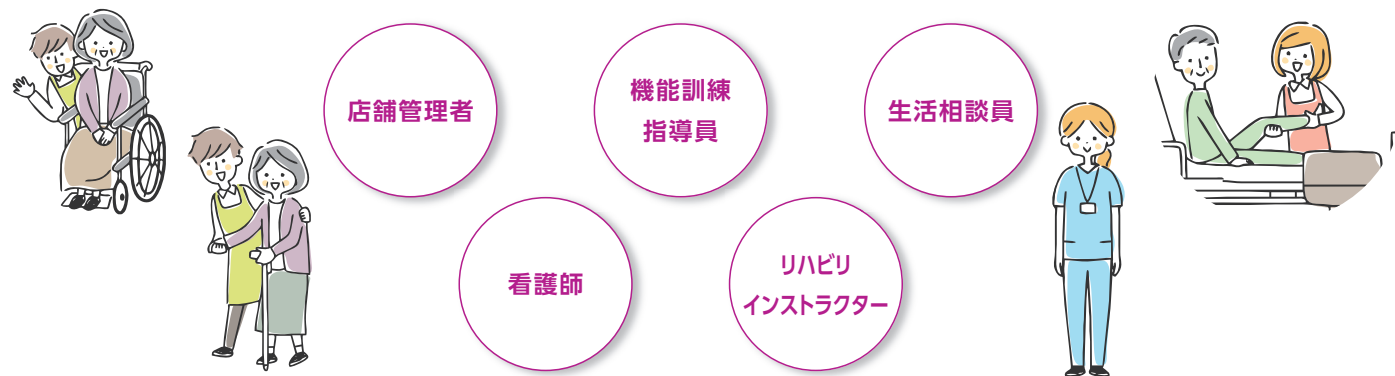 店舗管理者
機能訓練
指導員
生活相談員
看護師
リハビリ
インストラクター